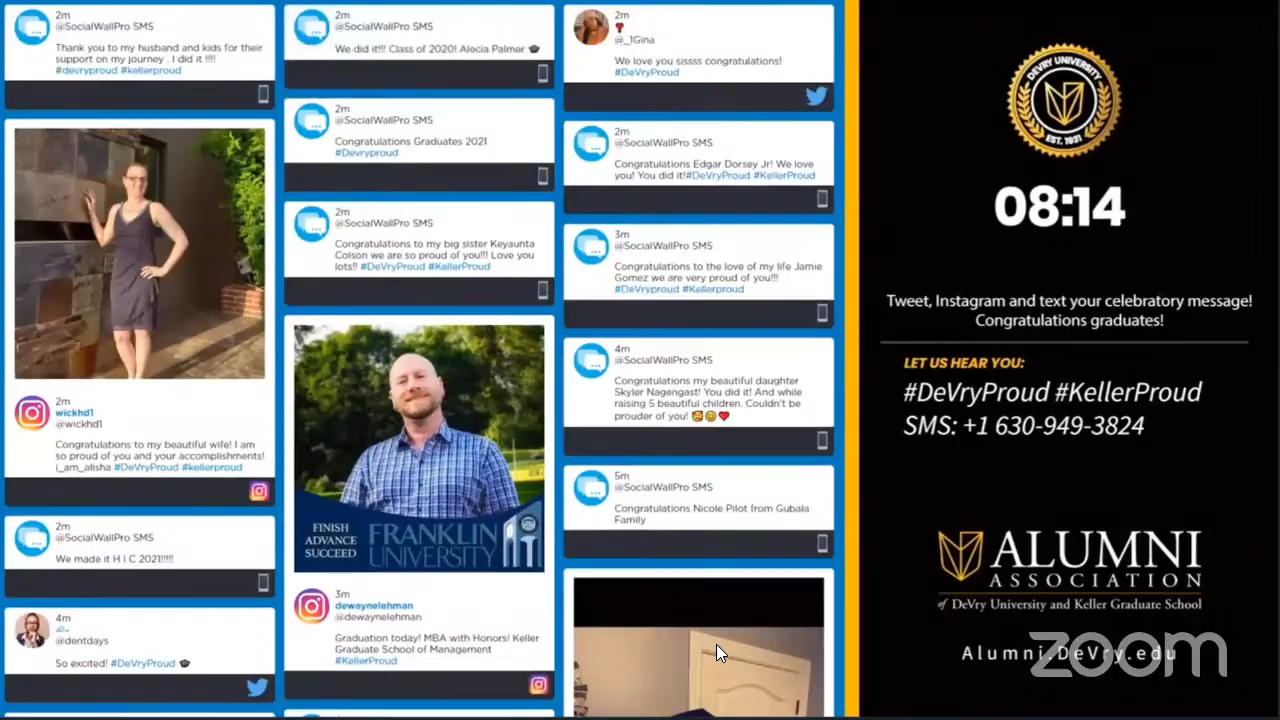 2m
@SocialWallPro SMS
Thank you to my husband and kids for their
support on my journey . I did it !!!!
#devryproud #kellerproud
2m
wickhd1
@wickhd1
Congratulations to my beautiful wife! I am
so proud of you and your accomplishments!
i_am_alisha #DeVryProud #kellerproud
2m
@SocialWallPro SMS
We made it H I C 2021!!!!!
4m
@dentdays
So excited! #DeVryProud 🎓
2m
@SocialWallPro SMS
We did it!!! Class of 2020! Alecia Palmer 🎓
2m
@SocialWallPro SMS
Congratulations Graduates 2021
#Devryproud
2m
@SocialWallPro SMS
Congratulations to my big sister Keyaunta
Colson we are so proud of you!!! Love you
lots!! #DeVryProud #KellerProud
FINISH
ADVANCE
SUCCEED
FRANKLIN
UNIVERSITY
3m
dewaynelehman
@dewaynelehman
Graduation today! MBA with Honors! Keller
Graduate School of Management
#KellerProud
2m
@_1Gina
We love you sissss congratulations!
#DeVryProud
2m
@SocialWallPro SMS
Congratulations Edgar Dorsey Jr! We love
you! You did it!#DeVryProud #KellerProud
3m
@SocialWallPro SMS
Congratulations to the love of my life Jamie
Gomez we are very proud of you!!!
#DeVryproud #Kellerproud
4m
@SocialWallPro SMS
Congratulations my beautiful daughter
Skyler Nagengast! You did it! And while
raising 5 beautiful children. Couldn't be
prouder of you! 🥰😊❤️
5m
@SocialWallPro SMS
Congratulations Nicole Pilot from Gubala
Family
DEVRY UNIVERSITY
EST. 1931
08:14
Tweet, Instagram and text your celebratory message!
Congratulations graduates!
LET US HEAR YOU:
#DeVryProud #KellerProud
SMS: +1 630-949-3824
ALUMNI
ASSOCIATION
of DeVry University and Keller Graduate School
Alumni.DeVry.edu
zoom